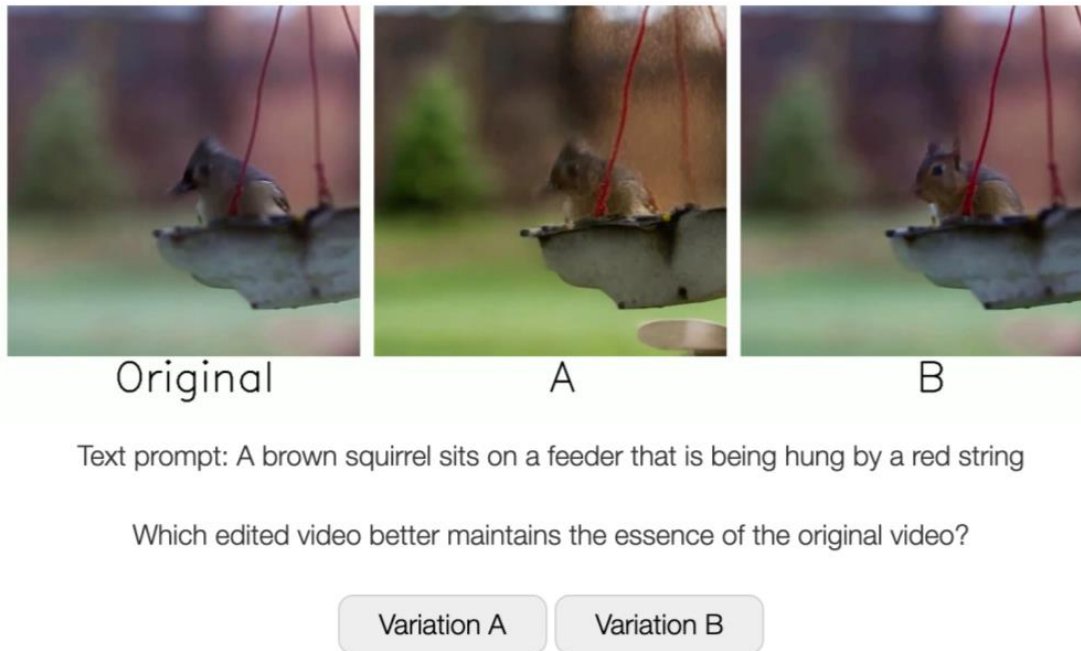 Original A B
Text prompt: A brown squirrel sits on a feeder that is being hung by a red string
Which edited video better maintains the essence of the original video?
Variation A Variation B